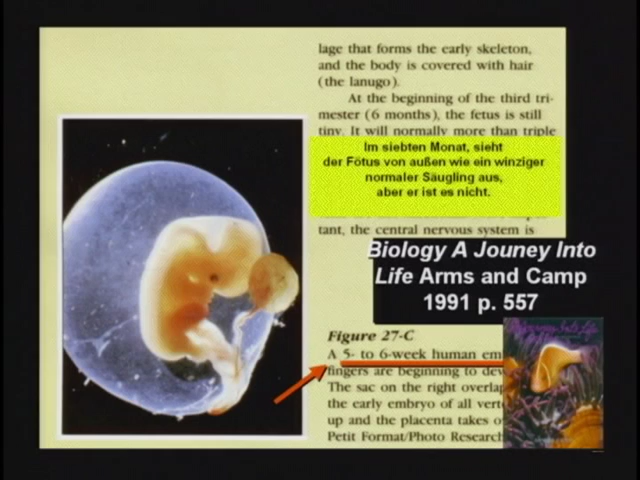 lage that forms the early skeleton,
and the body is covered with hair
(the lanugo).
At the beginning of the third tri-
mester (6 months), the fetus is still
tiny. It will normally more than triple
Im siebten Monat, sieht
der Fötus von außen wie ein winziger
normaler Säugling aus,
aber er ist es nicht.
tant, the central nervous system is
Biology A Jouney Into
Life Arms and Camp
1991 p. 557
Figure 27-C
A 5- to 6-week human em
fingers are beginning to dev
The sac on the right overlap
the early embryo of all vert
up and the placenta takes o
Petit Format/Photo Research